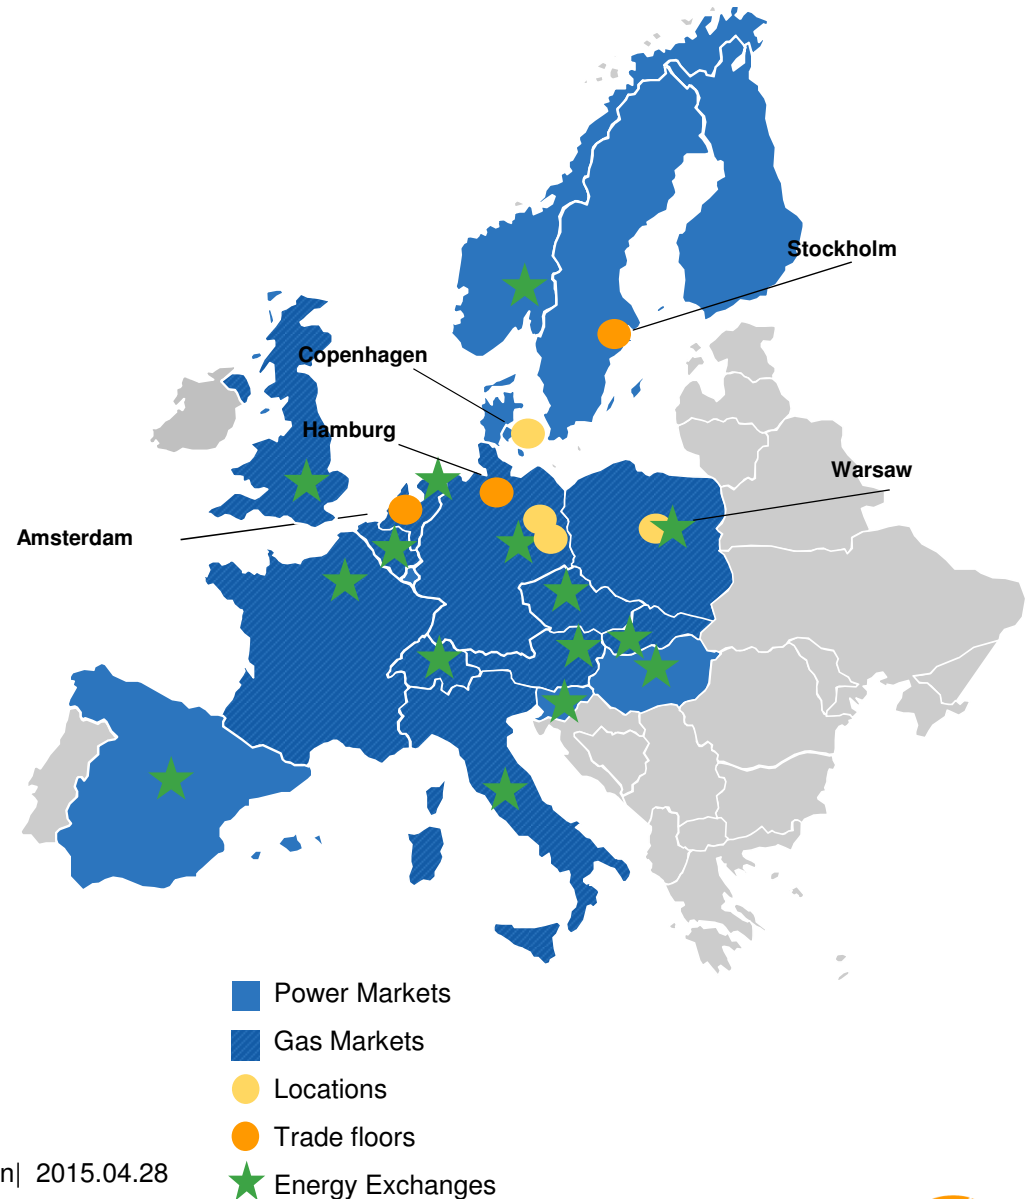 Stockholm
Copenhagen
Hamburg
Warsaw
Amsterdam
Power Markets
Gas Markets
Locations
Trade floors
n| 2015.04.28
Energy Exchanges